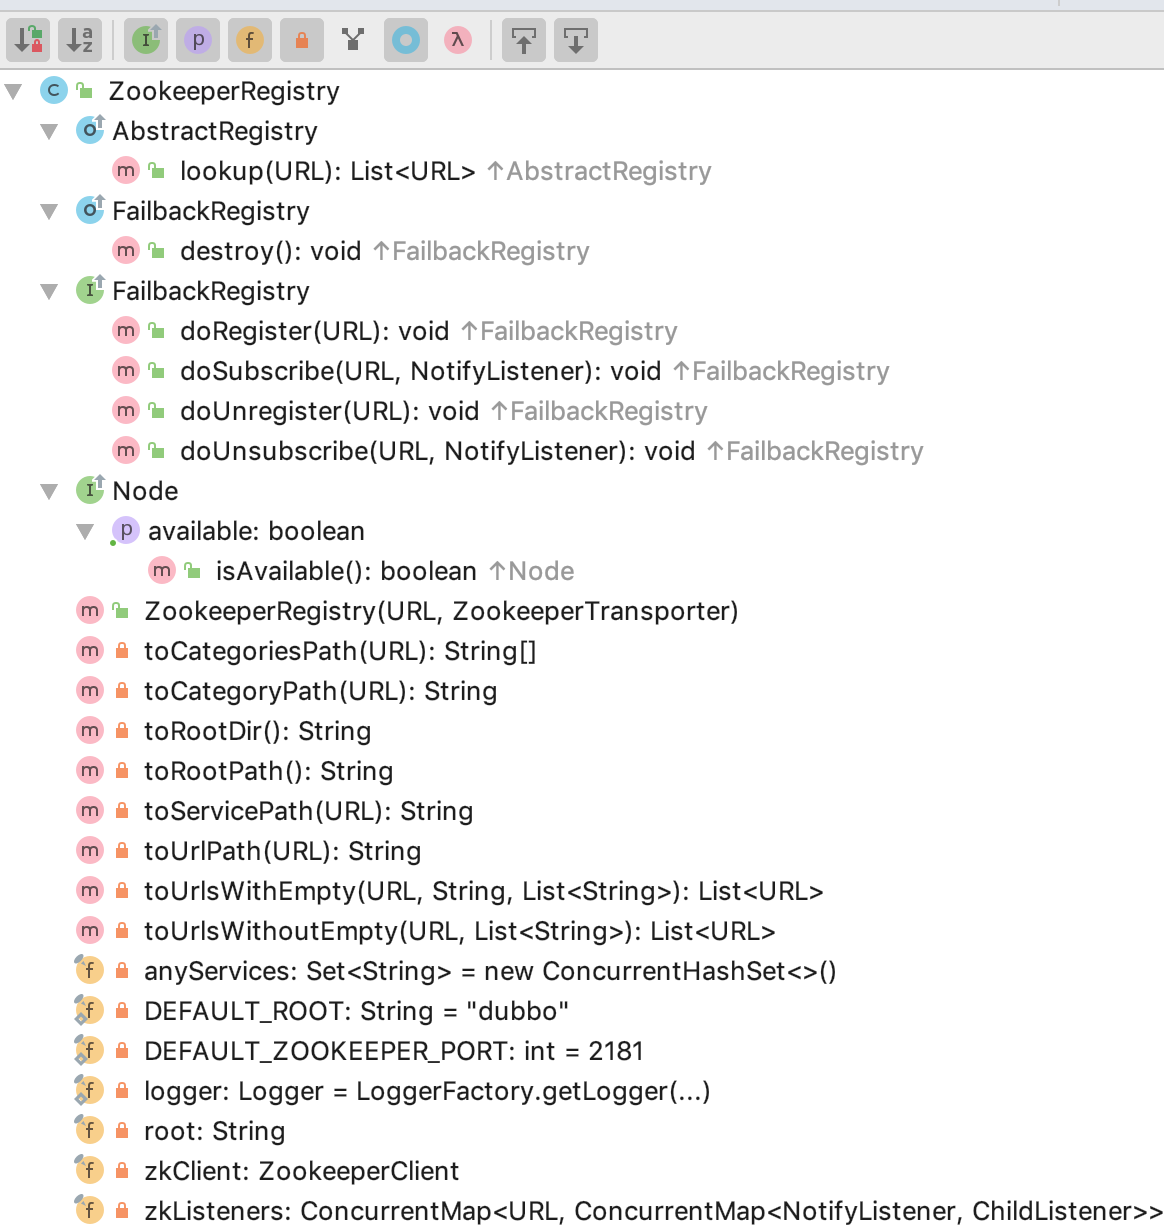 ZookeeperRegistry
AbstractRegistry
lookup(URL): List<URL> ↑AbstractRegistry
FailbackRegistry
destroy(): void ↑FailbackRegistry
FailbackRegistry
doRegister(URL): void ↑FailbackRegistry
doSubscribe(URL, NotifyListener): void ↑FailbackRegistry
doUnregister(URL): void ↑FailbackRegistry
doUnsubscribe(URL, NotifyListener): void ↑FailbackRegistry
Node
available: boolean
isAvailable(): boolean ↑Node
ZookeeperRegistry(URL, ZookeeperTransporter)
toCategoriesPath(URL): String[]
toCategoryPath(URL): String
toRootDir(): String
toRootPath(): String
toServicePath(URL): String
toUrlPath(URL): String
toUrlsWithEmpty(URL, String, List<String>): List<URL>
toUrlsWithoutEmpty(URL, List<String>): List<URL>
anyServices: Set<String> = new ConcurrentHashSet<>()
DEFAULT_ROOT: String = "dubbo"
DEFAULT_ZOOKEEPER_PORT: int = 2181
logger: Logger = LoggerFactory.getLogger(...)
root: String
zkClient: ZookeeperClient
zkListeners: ConcurrentMap<URL, ConcurrentMap<NotifyListener, ChildListener>>